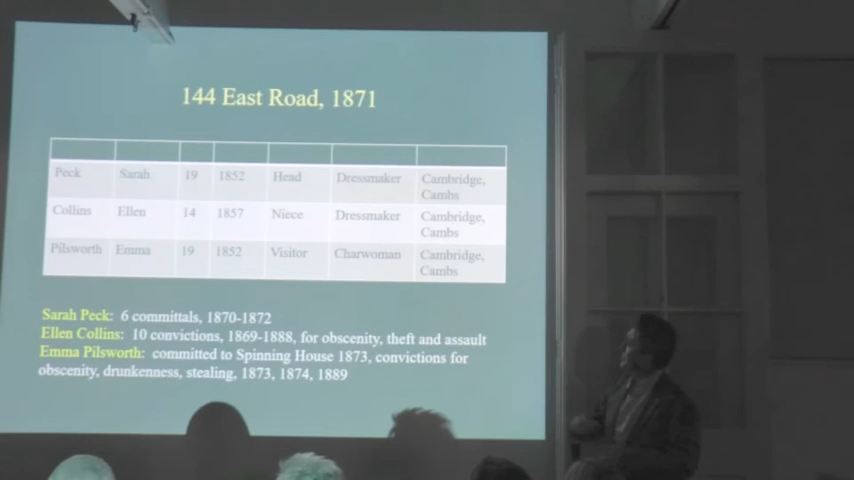 144 East Road, 1871
Peck Sarah 19 1852 Head Dressmaker Cambridge, Cambs
Collins Ellen 14 1857 Niece Dressmaker Cambridge, Cambs
Pilsworth Emma 19 1852 Visitor Charwoman Cambridge, Cambs
Sarah Peck: 6 committals, 1870-1872
Ellen Collins: 10 convictions, 1869-1888, for obscenity, theft and assault
Emma Pilsworth: committed to Spinning House 1873, convictions for
obscenity, drunkenness, stealing, 1873, 1874, 1889